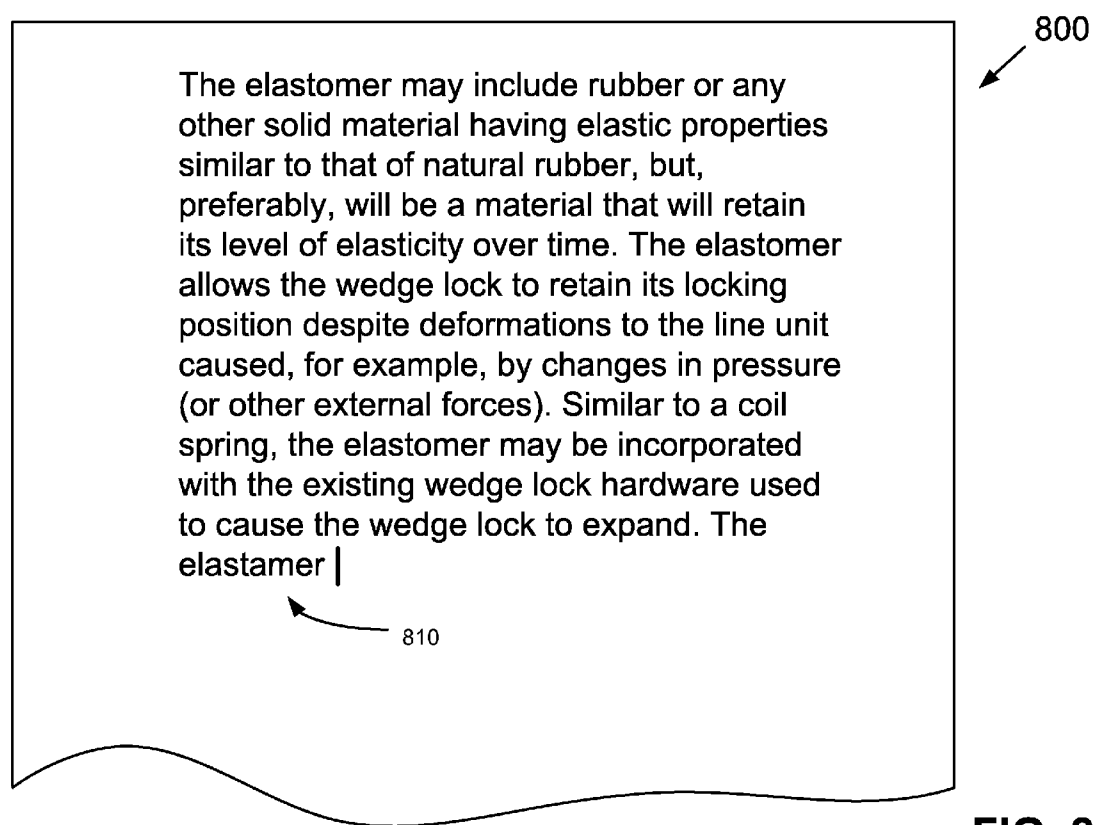 800
The elastomer may include rubber or any
other solid material having elastic properties
similar to that of natural rubber, but,
preferably, will be a material that will retain
its level of elasticity over time. The elastomer
allows the wedge lock to retain its locking
position despite deformations to the line unit
caused, for example, by changes in pressure
(or other external forces). Similar to a coil
spring, the elastomer may be incorporated
with the existing wedge lock hardware used
to cause the wedge lock to expand. The
elastamer
810
FIG. 8